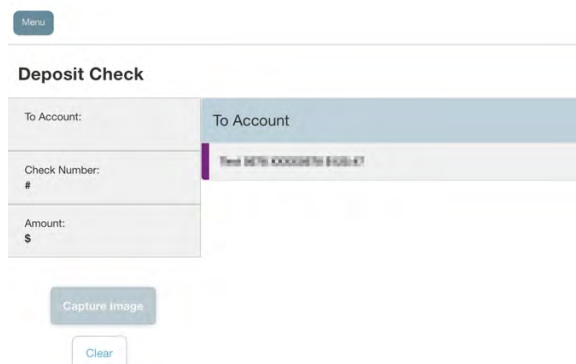 Menu
Deposit Check
To Account:
To Account
Check Number:
#
Amount:
$
Capture Image
Clear